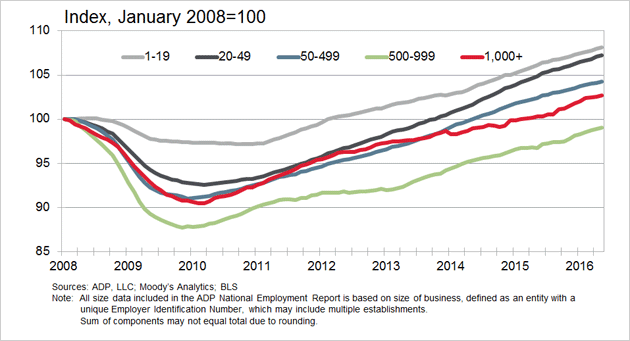 Index, January 2008=100
110
1-19 20-49 50-499 500-999 1,000+
105
100
95
90
85
2008 2009 2010 2011 2012 2013 2014 2015 2016
Sources: ADP, LLC; Moody's Analytics; BLS
Note: All size data included in the ADP National Employment Report is based on size of business, defined as an entity with a
unique Employer Identification Number, which may include multiple establishments.
Sum of components may not equal total due to rounding.